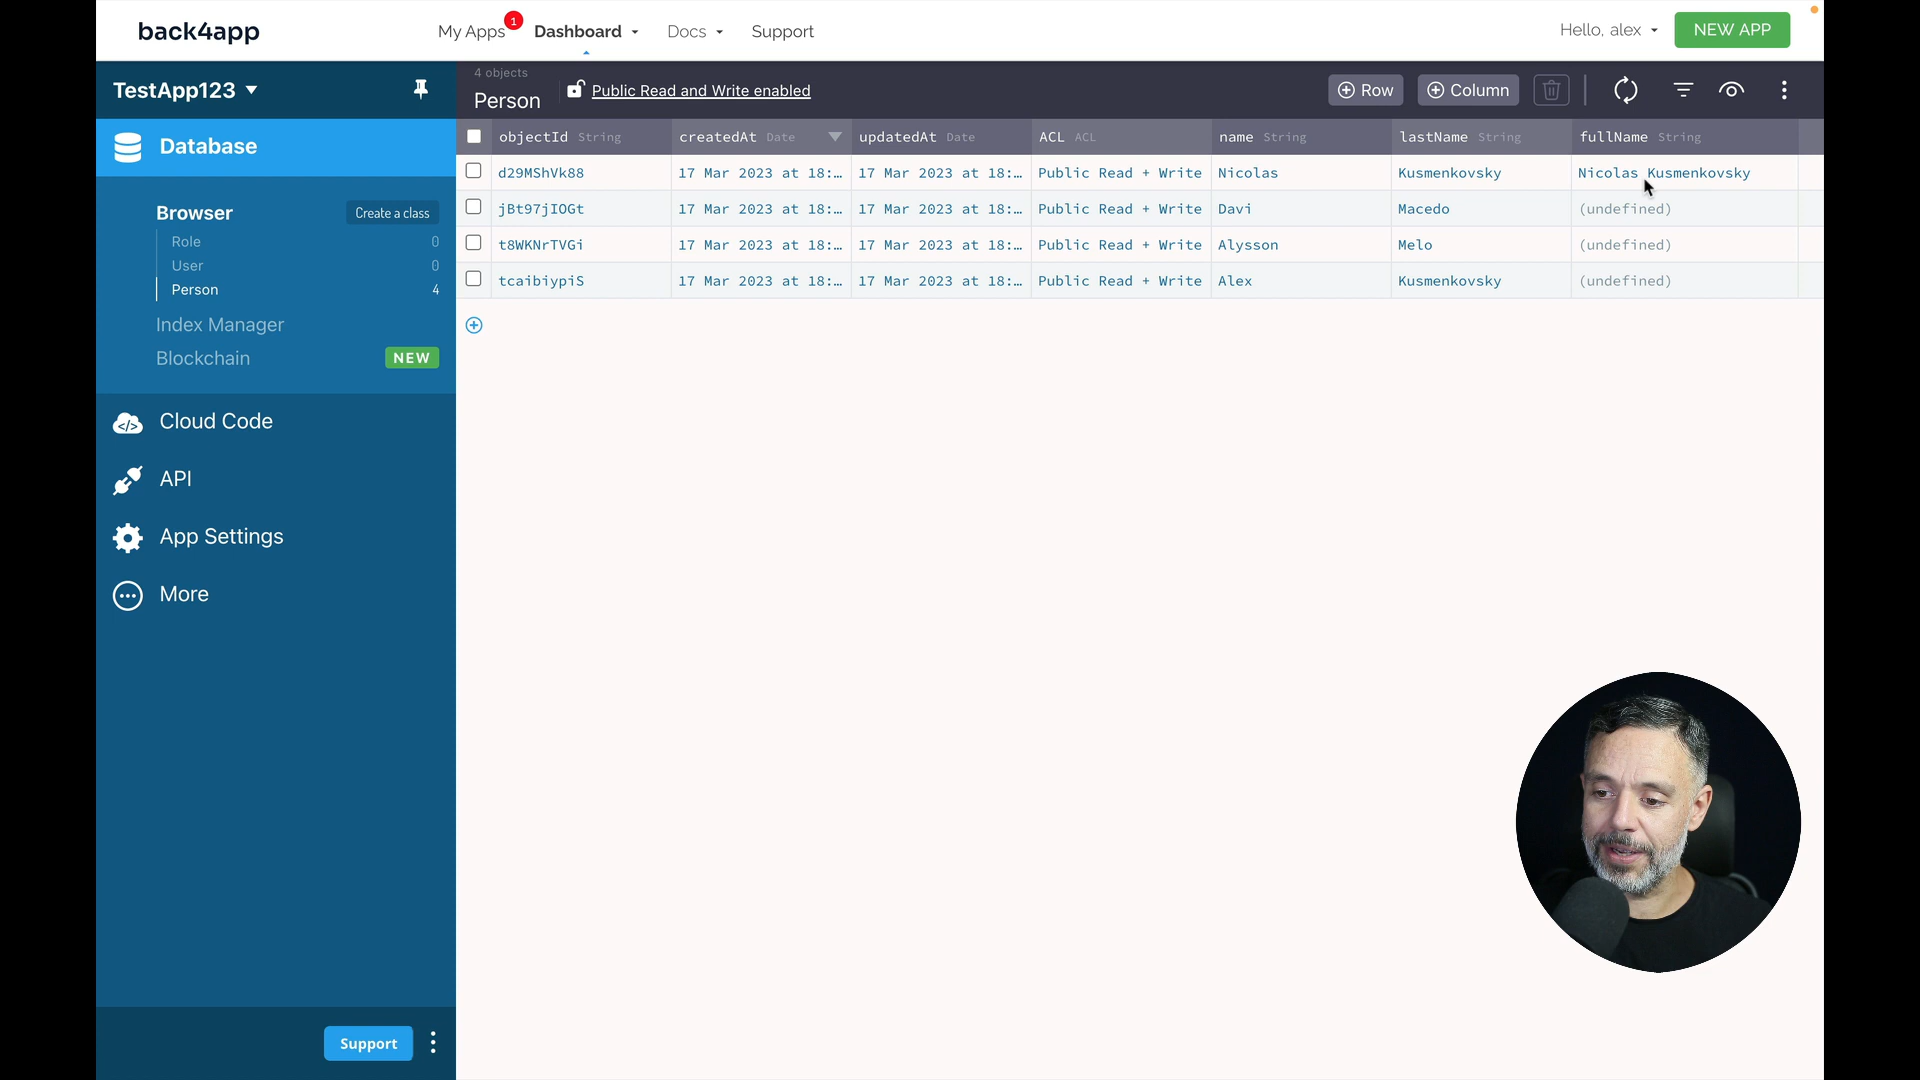 back4app
My Apps 1 Dashboard Docs Support
Hello, alex NEW APP
TestApp123
4 objects
Person Public Read and Write enabled
Row Column
Database
Browser Create a class
Role 0
User 0
Person 4
Index Manager
Blockchain NEW
Cloud Code
API
App Settings
More
Support
objectId String createdAt Date updatedAt Date ACL ACL name String lastName String fullName String
d29MShVk88 17 Mar 2023 at 18:… 17 Mar 2023 at 18:… Public Read + Write Nicolas Kusmenkovsky Nicolas Kusmenkovsky
jBt97jIOGt 17 Mar 2023 at 18:… 17 Mar 2023 at 18:… Public Read + Write Davi Macedo (undefined)
t8WKNrTVGi 17 Mar 2023 at 18:… 17 Mar 2023 at 18:… Public Read + Write Alysson Melo (undefined)
tcaibiypiS 17 Mar 2023 at 18:… 17 Mar 2023 at 18:… Public Read + Write Alex Kusmenkovsky (undefined)